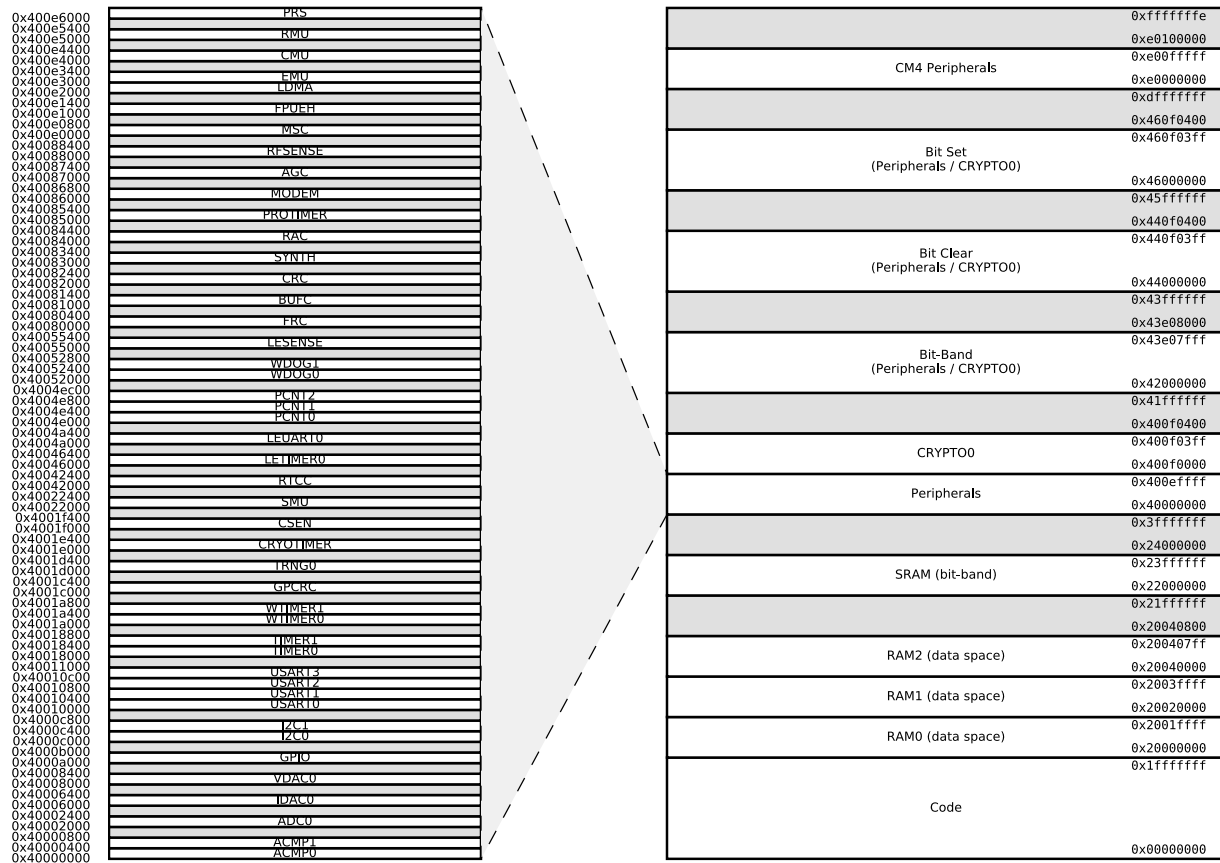 0x400e6000
PRS
0x400e5400
RMU
0x400e5000
0x400e4400
CMU
0x400e4000
0x400e3400
EMU
0x400e3000
LDMA
0x400e2000
0x400e1400
FPUEH
0x400e1000
0x400e0800
MSC
0x400e0000
0x40088400
RFSENSE
0x40088000
0x40087400
AGC
0x40087000
0x40086800
MODEM
0x40086000
0x40085400
PROTIMER
0x40085000
0x40084400
RAC
0x40084000
0x40083400
SYNTH
0x40083000
0x40082400
CRC
0x40082000
0x40081400
BUFC
0x40081000
0x40080400
FRC
0x40080000
0x40055400
LESENSE
0x40055000
0x40052800
WDOG1
0x40052400
WDOG0
0x40052000
0x4004ec00
PCNT2
0x4004e800
PCNT1
0x4004e400
PCNT0
0x4004e000
0x4004a400
LEUART0
0x4004a000
0x40046400
LETIMER0
0x40046000
0x40042400
RTCC
0x40042000
0x40022400
SMU
0x40022000
0x4001f400
CSEN
0x4001f000
0x4001e400
CRYOTIMER
0x4001e000
0x4001d400
TRNG0
0x4001d000
0x4001c400
GPCRC
0x4001c000
0x4001a800
WTIMER1
0x4001a400
WTIMER0
0x4001a000
0x40018800
TIMER1
0x40018400
TIMER0
0x40018000
0x40011000
USART3
0x40010c00
USART2
0x40010800
USART1
0x40010400
USART0
0x40010000
0x4000c800
I2C1
0x4000c400
I2C0
0x4000c000
0x4000b000
GPIO
0x4000a000
0x40008400
VDAC0
0x40008000
0x40006400
IDAC0
0x40006000
0x40002400
ADC0
0x40002000
0x40000800
ACMP1
0x40000400
ACMP0
0x40000000
0xfffffffe
0xe0100000
0xe00fffff
CM4 Peripherals
0xe0000000
0xdfffffff
0x460f0400
0x460f03ff
Bit Set
(Peripherals / CRYPTO0)
0x46000000
0x45ffffff
0x440f0400
0x440f03ff
Bit Clear
(Peripherals / CRYPTO0)
0x44000000
0x43ffffff
0x43e08000
0x43e07fff
Bit-Band
(Peripherals / CRYPTO0)
0x42000000
0x41ffffff
0x400f0400
0x400f03ff
CRYPTO0
0x400f0000
0x400effff
Peripherals
0x40000000
0x3fffffff
0x24000000
0x23ffffff
SRAM (bit-band)
0x22000000
0x21ffffff
0x20040800
0x200407ff
RAM2 (data space)
0x20040000
0x2003ffff
RAM1 (data space)
0x20020000
0x2001ffff
RAM0 (data space)
0x20000000
0x1fffffff
Code
0x00000000